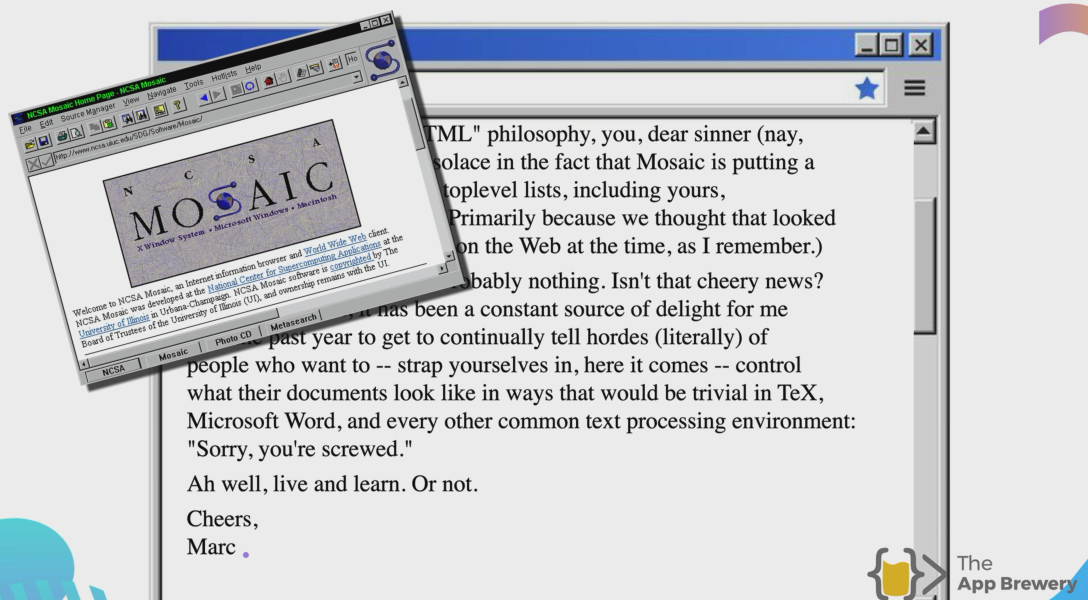 NCSA Mosaic Home Page - NCSA Mosaic
File Edit Source Manager View Navigate Tools Hotlists Help
Ho
http://www.ncsa.uiuc.edu/SDG/Software/Mosaic/
N C S A
MOSAIC
X Window System • Microsoft Windows • Macintosh
Welcome to NCSA Mosaic, an Internet information browser and World Wide Web client.
NCSA Mosaic was developed at the National Center for Supercomputing Applications at the
University of Illinois in Urbana-Champaign. NCSA Mosaic software is copyrighted by The
Board of Trustees of the University of Illinois (UI), and ownership remains with the UI.
NCSA Mosaic Photo CD Metasearch
TML" philosophy, you, dear sinner (nay,
solace in the fact that Mosaic is putting a
toplevel lists, including yours,
Primarily because we thought that looked
on the Web at the time, as I remember.)
obably nothing. Isn't that cheery news?
it has been a constant source of delight for me
past year to get to continually tell hordes (literally) of
people who want to -- strap yourselves in, here it comes -- control
what their documents look like in ways that would be trivial in TeX,
Microsoft Word, and every other common text processing environment:
"Sorry, you're screwed."
Ah well, live and learn. Or not.
Cheers,
Marc
The
App Brewery